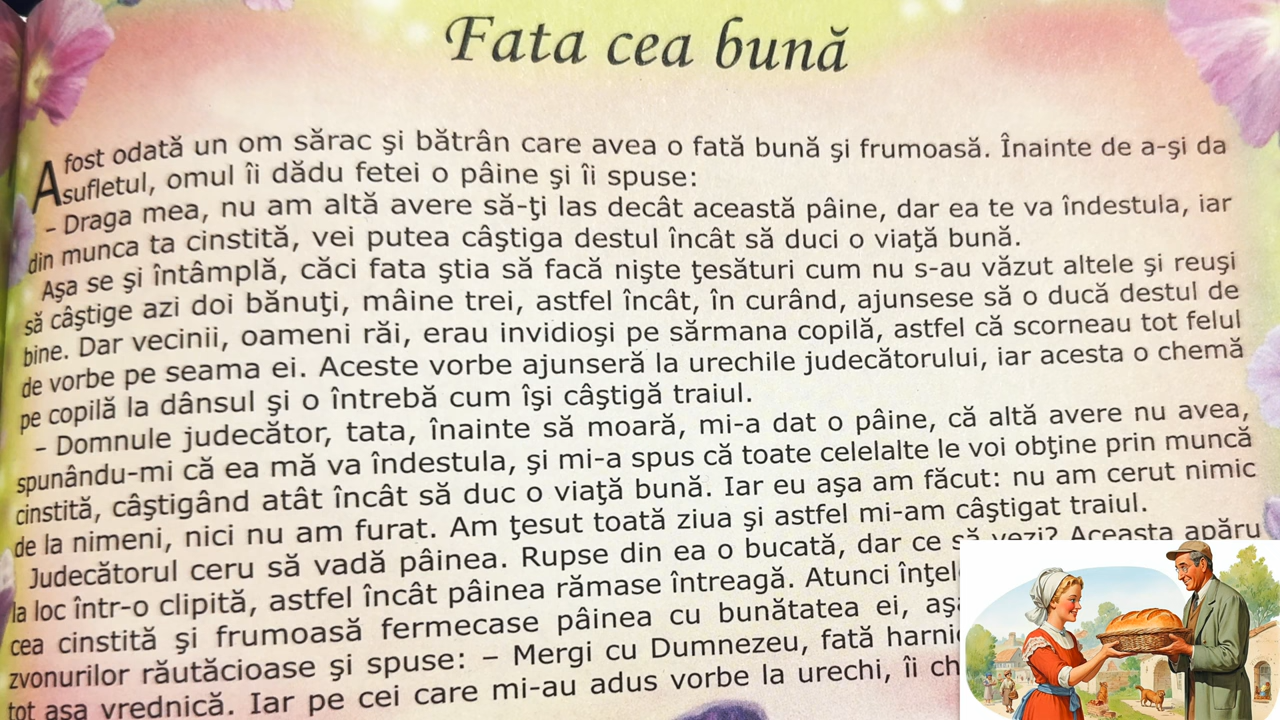 Fata cea bună
A fost odată un om sărac şi bătrân care avea o fată bună şi frumoasă. Înainte de a-şi da
sufletul, omul îi dădu fetei o pâine şi îi spuse:
– Draga mea, nu am altă avere să-ţi las decât această pâine, dar ea te va îndestula, iar
din munca ta cinstită, vei putea câştiga destul încât să duci o viaţă bună.
Aşa se şi întâmplă, căci fata ştia să facă nişte ţesături cum nu s-au văzut altele şi reuşi
să câştige azi doi bănuţi, mâine trei, astfel încât, în curând, ajunsese să o ducă destul de
bine. Dar vecinii, oameni răi, erau invidioşi pe sărmana copilă, astfel că scorneau tot felul
de vorbe pe seama ei. Aceste vorbe ajunseră la urechile judecătorului, iar acesta o chemă
pe copilă la dânsul şi o întrebă cum îşi câştigă traiul.
– Domnule judecător, tata, înainte să moară, mi-a dat o pâine, că altă avere nu avea,
spunându-mi că ea mă va îndestula, şi mi-a spus că toate celelalte le voi obţine prin muncă
cinstită, câştigând atât încât să duc o viaţă bună. Iar eu aşa am făcut: nu am cerut nimic
de la nimeni, nici nu am furat. Am ţesut toată ziua şi astfel mi-am câştigat traiul.
Judecătorul ceru să vadă pâinea. Rupse din ea o bucată, dar ce să vezi? Aceasta apăru
la loc într-o clipită, astfel încât pâinea rămase întreagă. Atunci
cea cinstită şi frumoasă fermecase pâinea cu bunătatea ei,
zvonurilor răutăcioase şi spuse: – Mergi cu Dumnezeu, fată
tot aşa vrednică. Iar pe cei care mi-au adus vorbe la urechi, îi